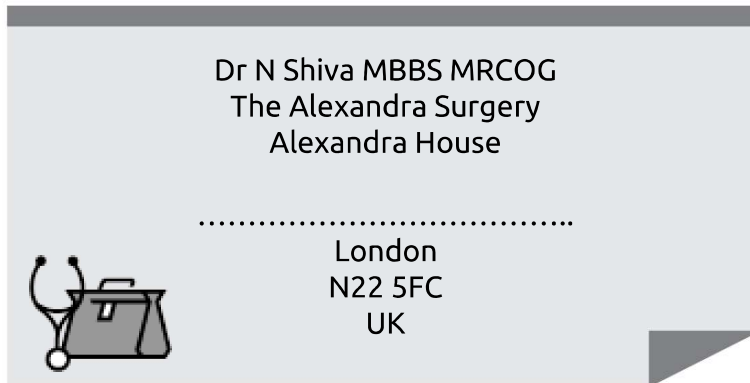 Dr N Shiva MBBS MRCOG
The Alexandra Surgery
Alexandra House
…………………………………..
London
N22 5FC
UK